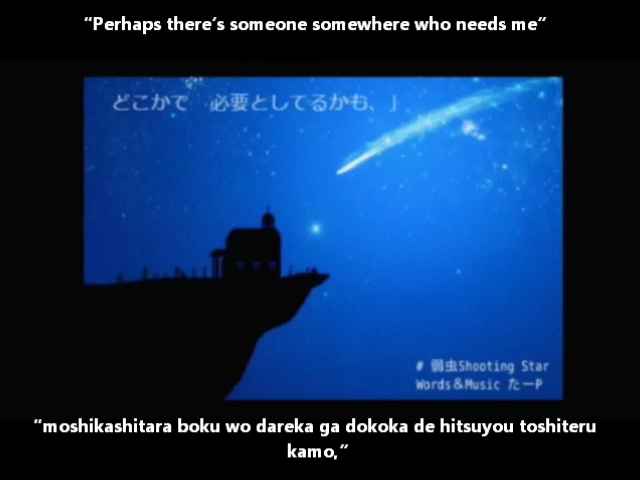 "Perhaps there's someone somewhere who needs me"
どこかで 必要としてるかも、」
# 弱虫Shooting Star
Words&Music たーP
"moshikashitara boku wo dareka ga dokoka de hitsuyou toshiteru
kamo,"